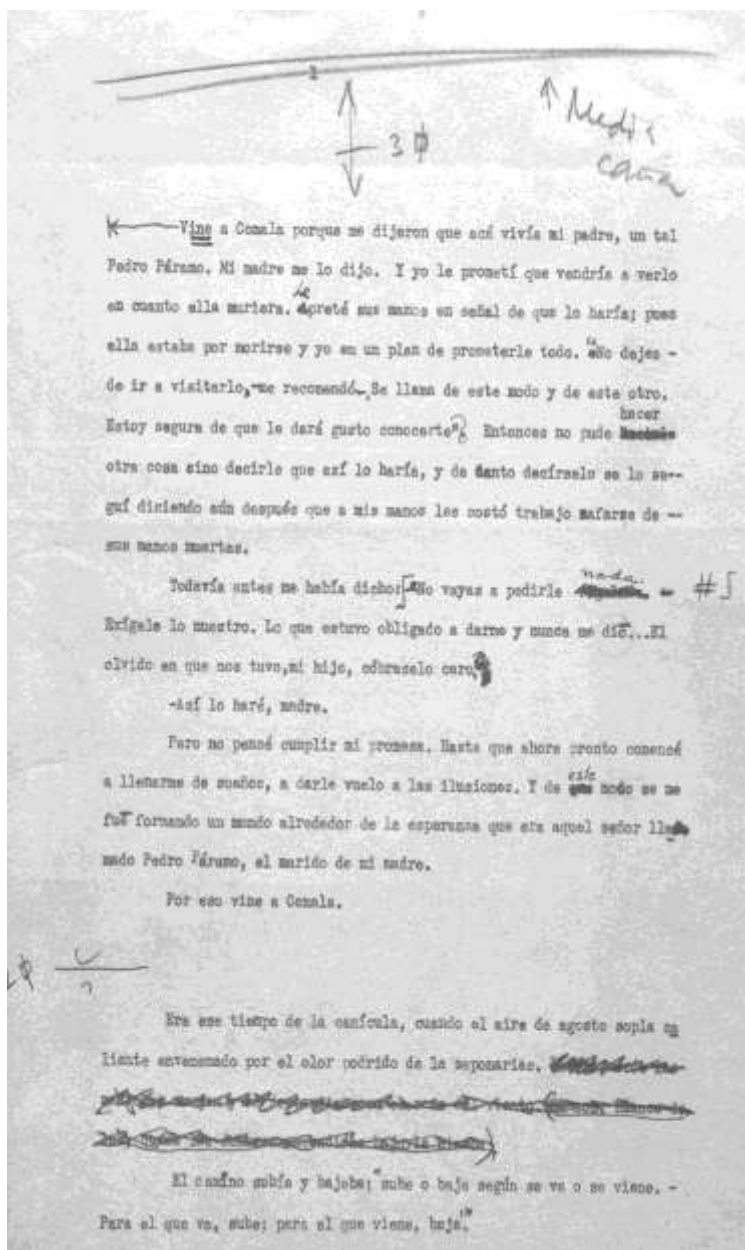 1
3
Media
caña
Vine a Comala porque me dijeron que acá vivía mi padre, un tal
Pedro Páramo. Mi madre me lo dijo. Y yo le prometí que vendría a verlo
en cuanto ella muriera. Le apreté sus manos en señal de que lo haría; pues
ella estaba por morirse y yo en un plan de prometerle todo. "No dejes -
de ir a visitarlo,-me recomendó-. Se llama de este modo y de este otro.
Estoy segura de que le dará gusto conocerte". Entonces no pude hacer
otra cosa sino decirle que así lo haría, y de tanto decírselo se lo se--
guí diciendo aún después que a mis manos les costó trabajo zafarse de --
sus manos muertas.
Todavía antes me había dicho: No vayas a pedirle nada. - #
Exígele lo nuestro. Lo que estuvo obligado a darme y nunca me dió...El
olvido en que nos tuvo,mi hijo, cóbraselo caro.
-Así lo haré, madre.
Pero no pensé cumplir mi promesa. Hasta que ahora pronto comencé
a llenarme de sueños, a darle vuelo a las ilusiones. Y de este modo se me
fué formando un mundo alrededor de la esperanza que era aquel señor lla
mado Pedro Páramo, el marido de mi madre.
Por eso vine a Comala.
Era ese tiempo de la canícula, cuando el aire de agosto sopla ca
liente envenenado por el olor podrido de la saponarias.
El camino subía y bajaba; "sube o baja según se va o se viene. -
Para el que va, sube; para el que viene, baja."